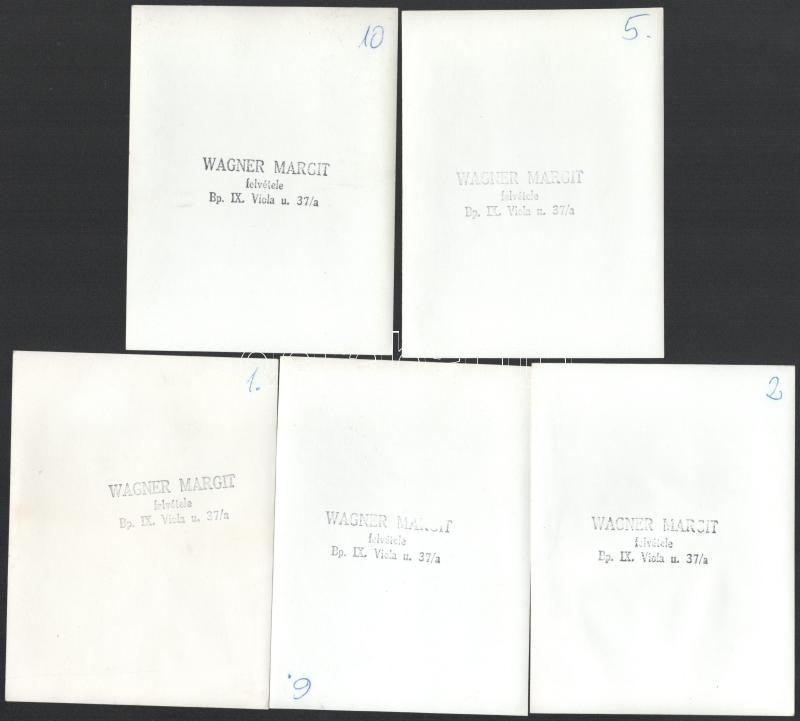 10
WAGNER MARGIT
felvétele
Bp. IX. Viola u. 37/a
5.
WAGNER MARGIT
felvétele
Bp. IX. Viola u. 37/a
1.
WAGNER MARGIT
felvétele
Bp. IX. Viola u. 37/a
WAGNER MARGIT
felvétele
Bp. IX. Viola u. 37/a
6.
2
WAGNER MARGIT
felvétele
Bp. IX. Viola u. 37/a